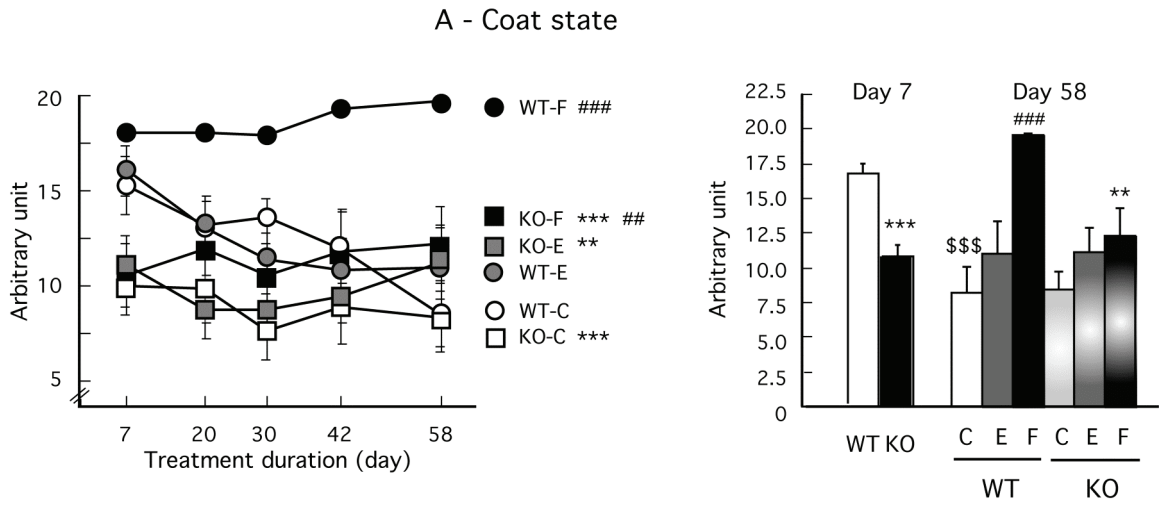 A - Coat state
Arbitrary unit
20
15
10
5
7 20 30 42 58
Treatment duration (day)
WT-F ###
KO-F *** ##
KO-E **
WT-E
WT-C
KO-C ***
Arbitrary unit
22.5
20.0
17.5
15.0
12.5
10.0
7.5
5.0
2.5
0
Day 7 Day 58
###
***
$$$
**
WT KO
C E F C E F
WT KO